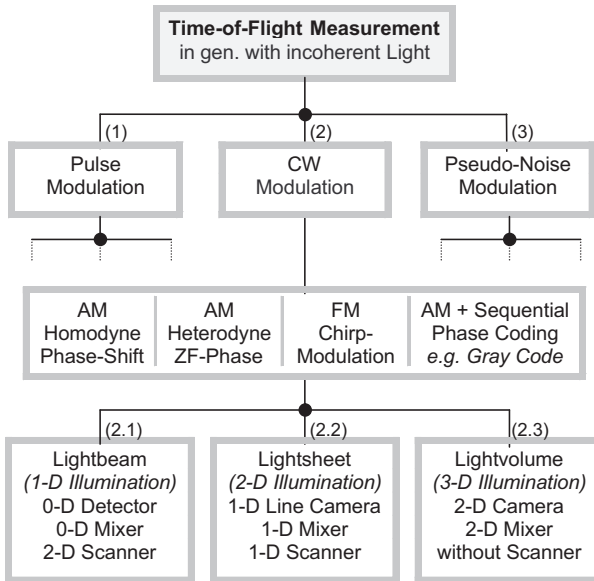 Time-of-Flight Measurement
in gen. with incoherent Light
(1)
(2)
(3)
Pulse
Modulation
CW
Modulation
Pseudo-Noise
Modulation
AM
Homodyne
Phase-Shift
AM
Heterodyne
ZF-Phase
FM
Chirp-
Modulation
AM + Sequential
Phase Coding
e.g. Gray Code
(2.1)
(2.2)
(2.3)
Lightbeam
(1-D Illumination)
0-D Detector
0-D Mixer
2-D Scanner
Lightsheet
(2-D Illumination)
1-D Line Camera
1-D Mixer
1-D Scanner
Lightvolume
(3-D Illumination)
2-D Camera
2-D Mixer
without Scanner